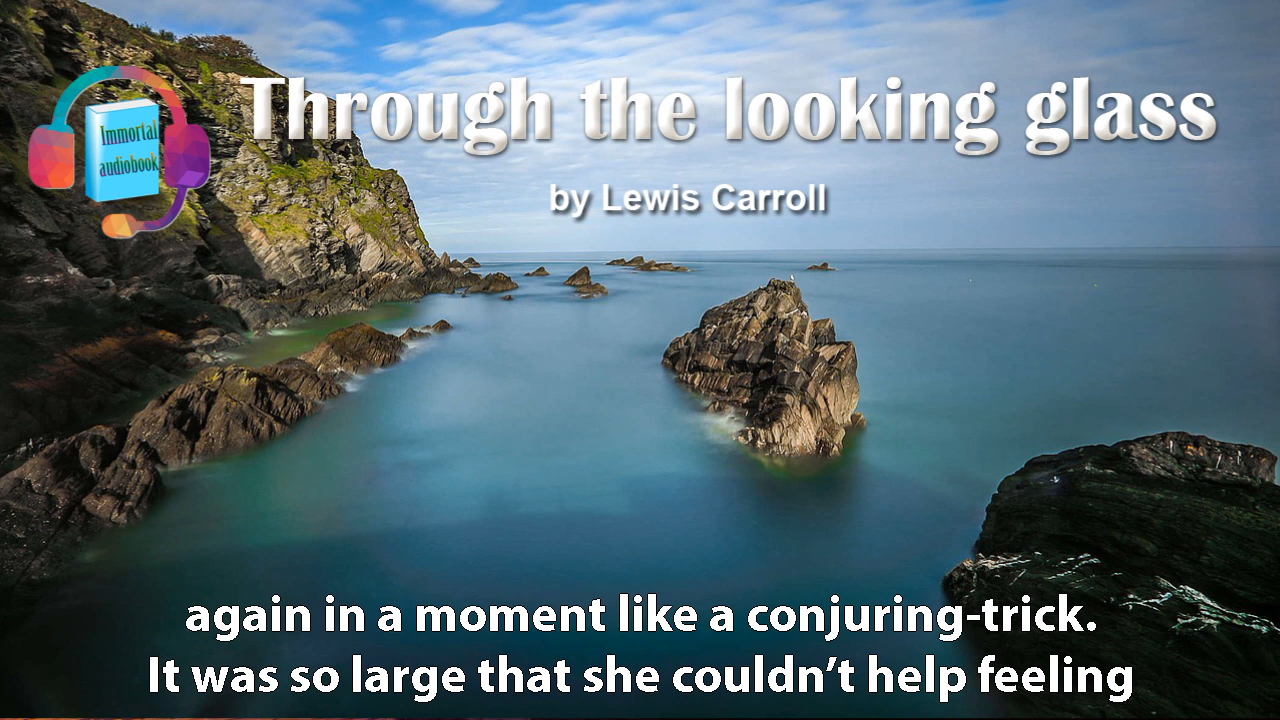 Through the looking glass
by Lewis Carroll
Immortal
audiobook
again in a moment like a conjuring-trick.
It was so large that she couldn’t help feeling